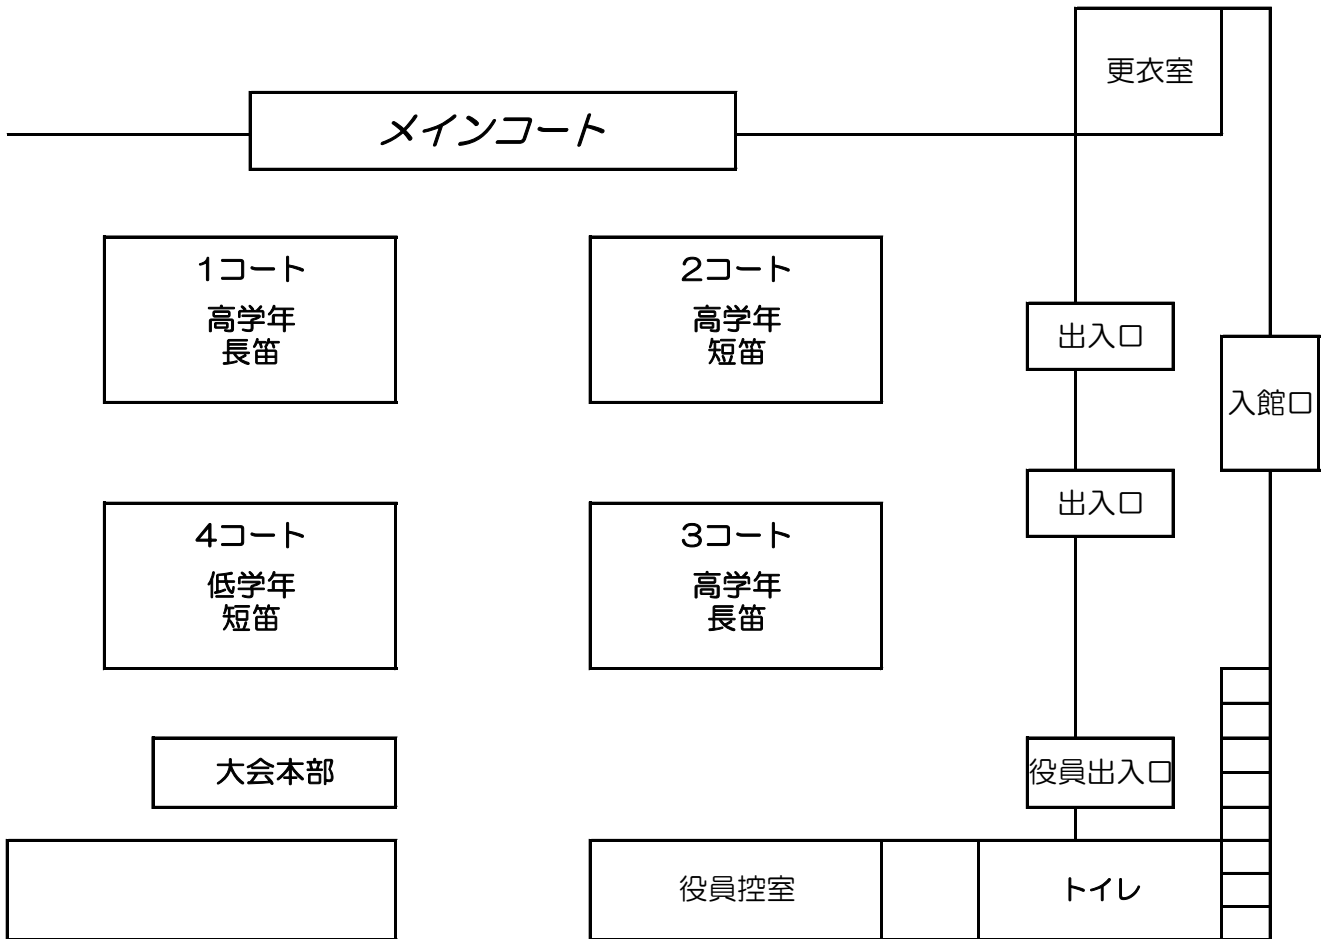 更衣室
メインコート
1コート
高学年
長笛
2コート
高学年
短笛
出入口
入館口
出入口
4コート
低学年
短笛
3コート
高学年
長笛
大会本部
役員出入口
役員控室
トイレ